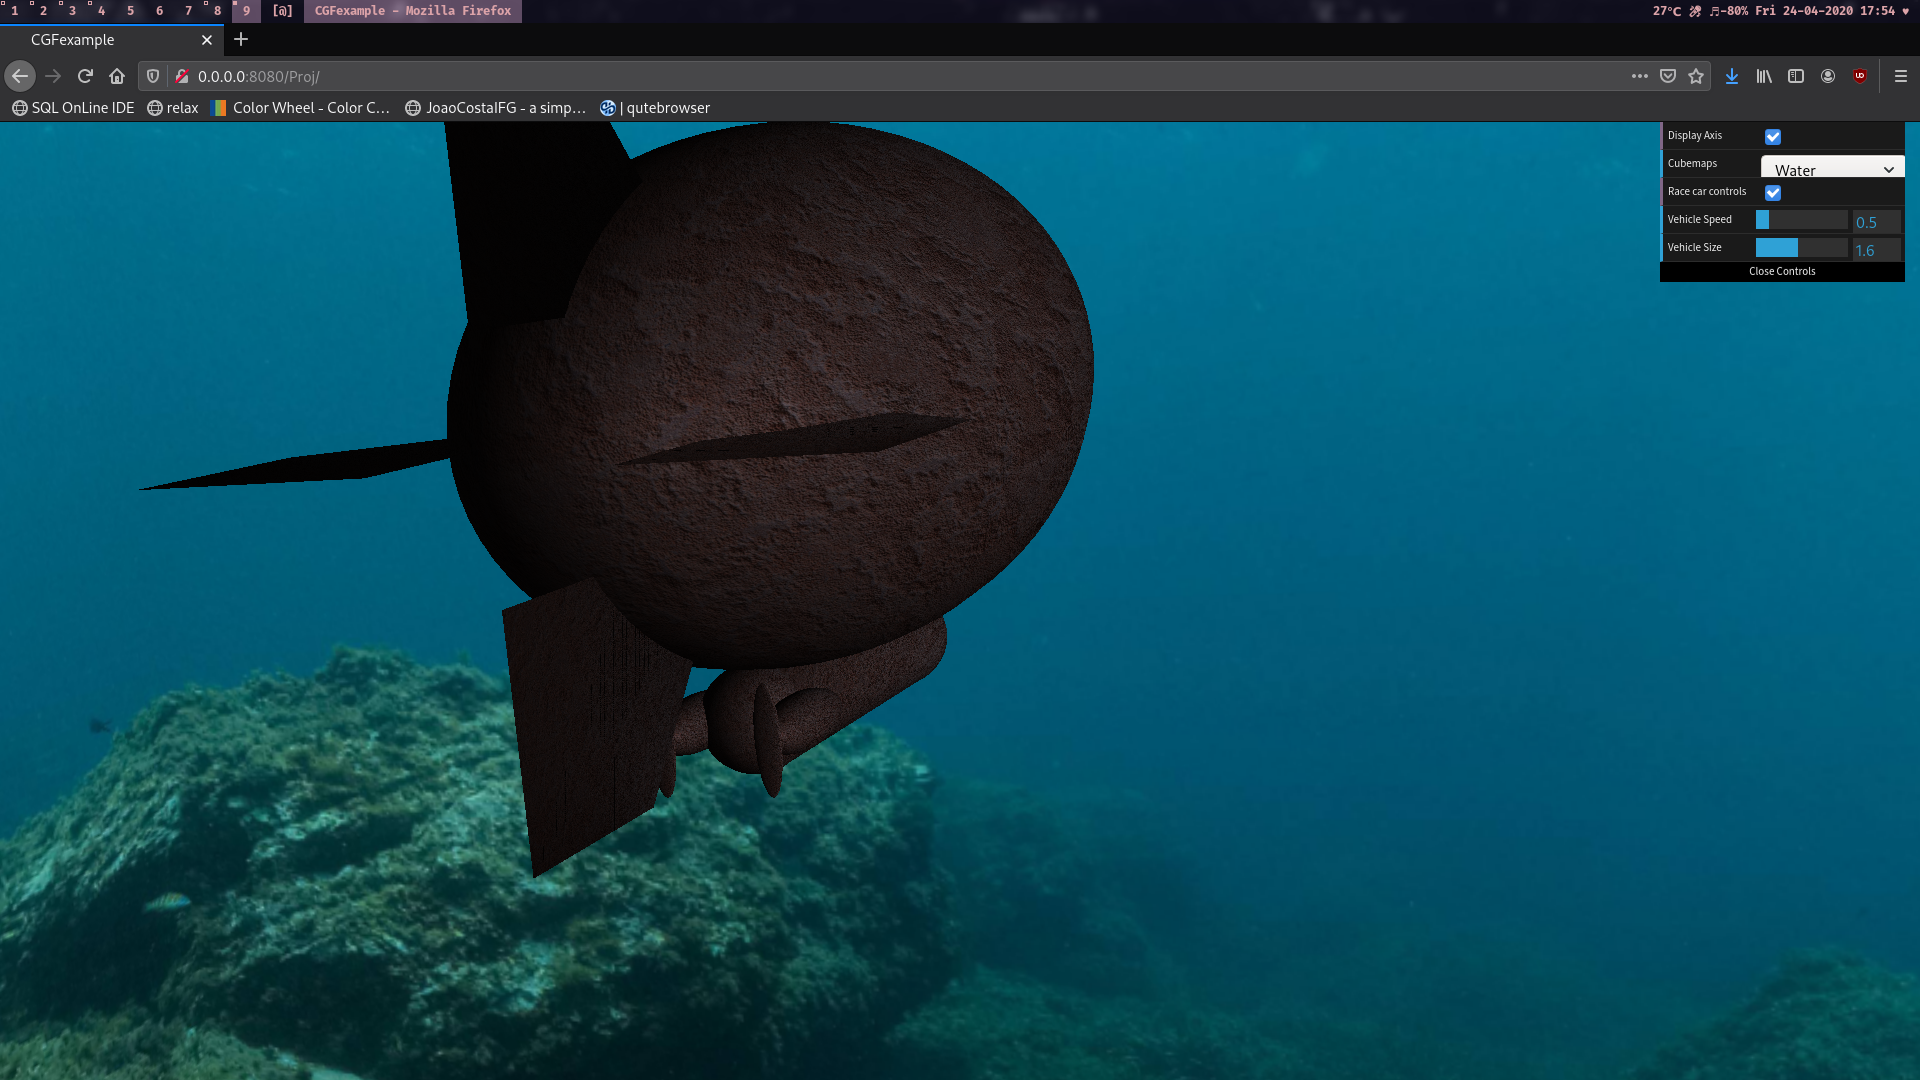 1 2 3 4 5 6 7 8 9 [@] CGFexample - Mozilla Firefox 27°C 80% Fri 24-04-2020 17:54 ♥
CGFexample
0.0.0.0:8080/Proj/
SQL OnLine IDE relax Color Wheel - Color C… JoaoCostaIFG - a simp… | qutebrowser
Display Axis
Cubemaps Water
Race car controls
Vehicle Speed 0.5
Vehicle Size 1.6
Close Controls